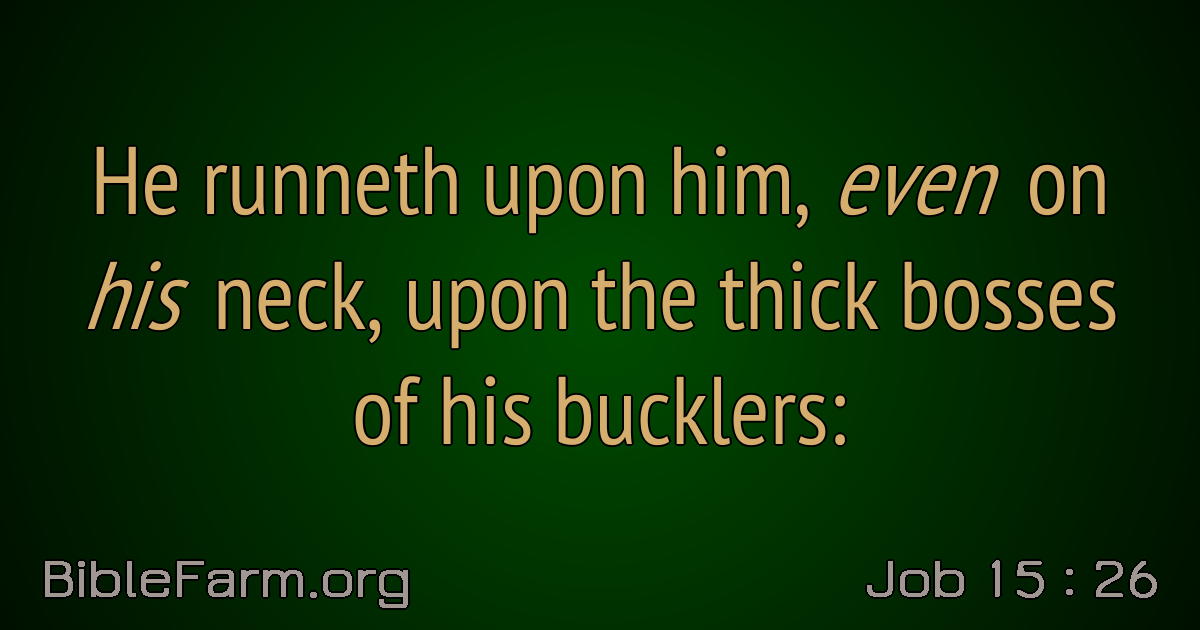 He runneth upon him, even on
his neck, upon the thick bosses
of his bucklers:
BibleFarm.org
Job 15 : 26